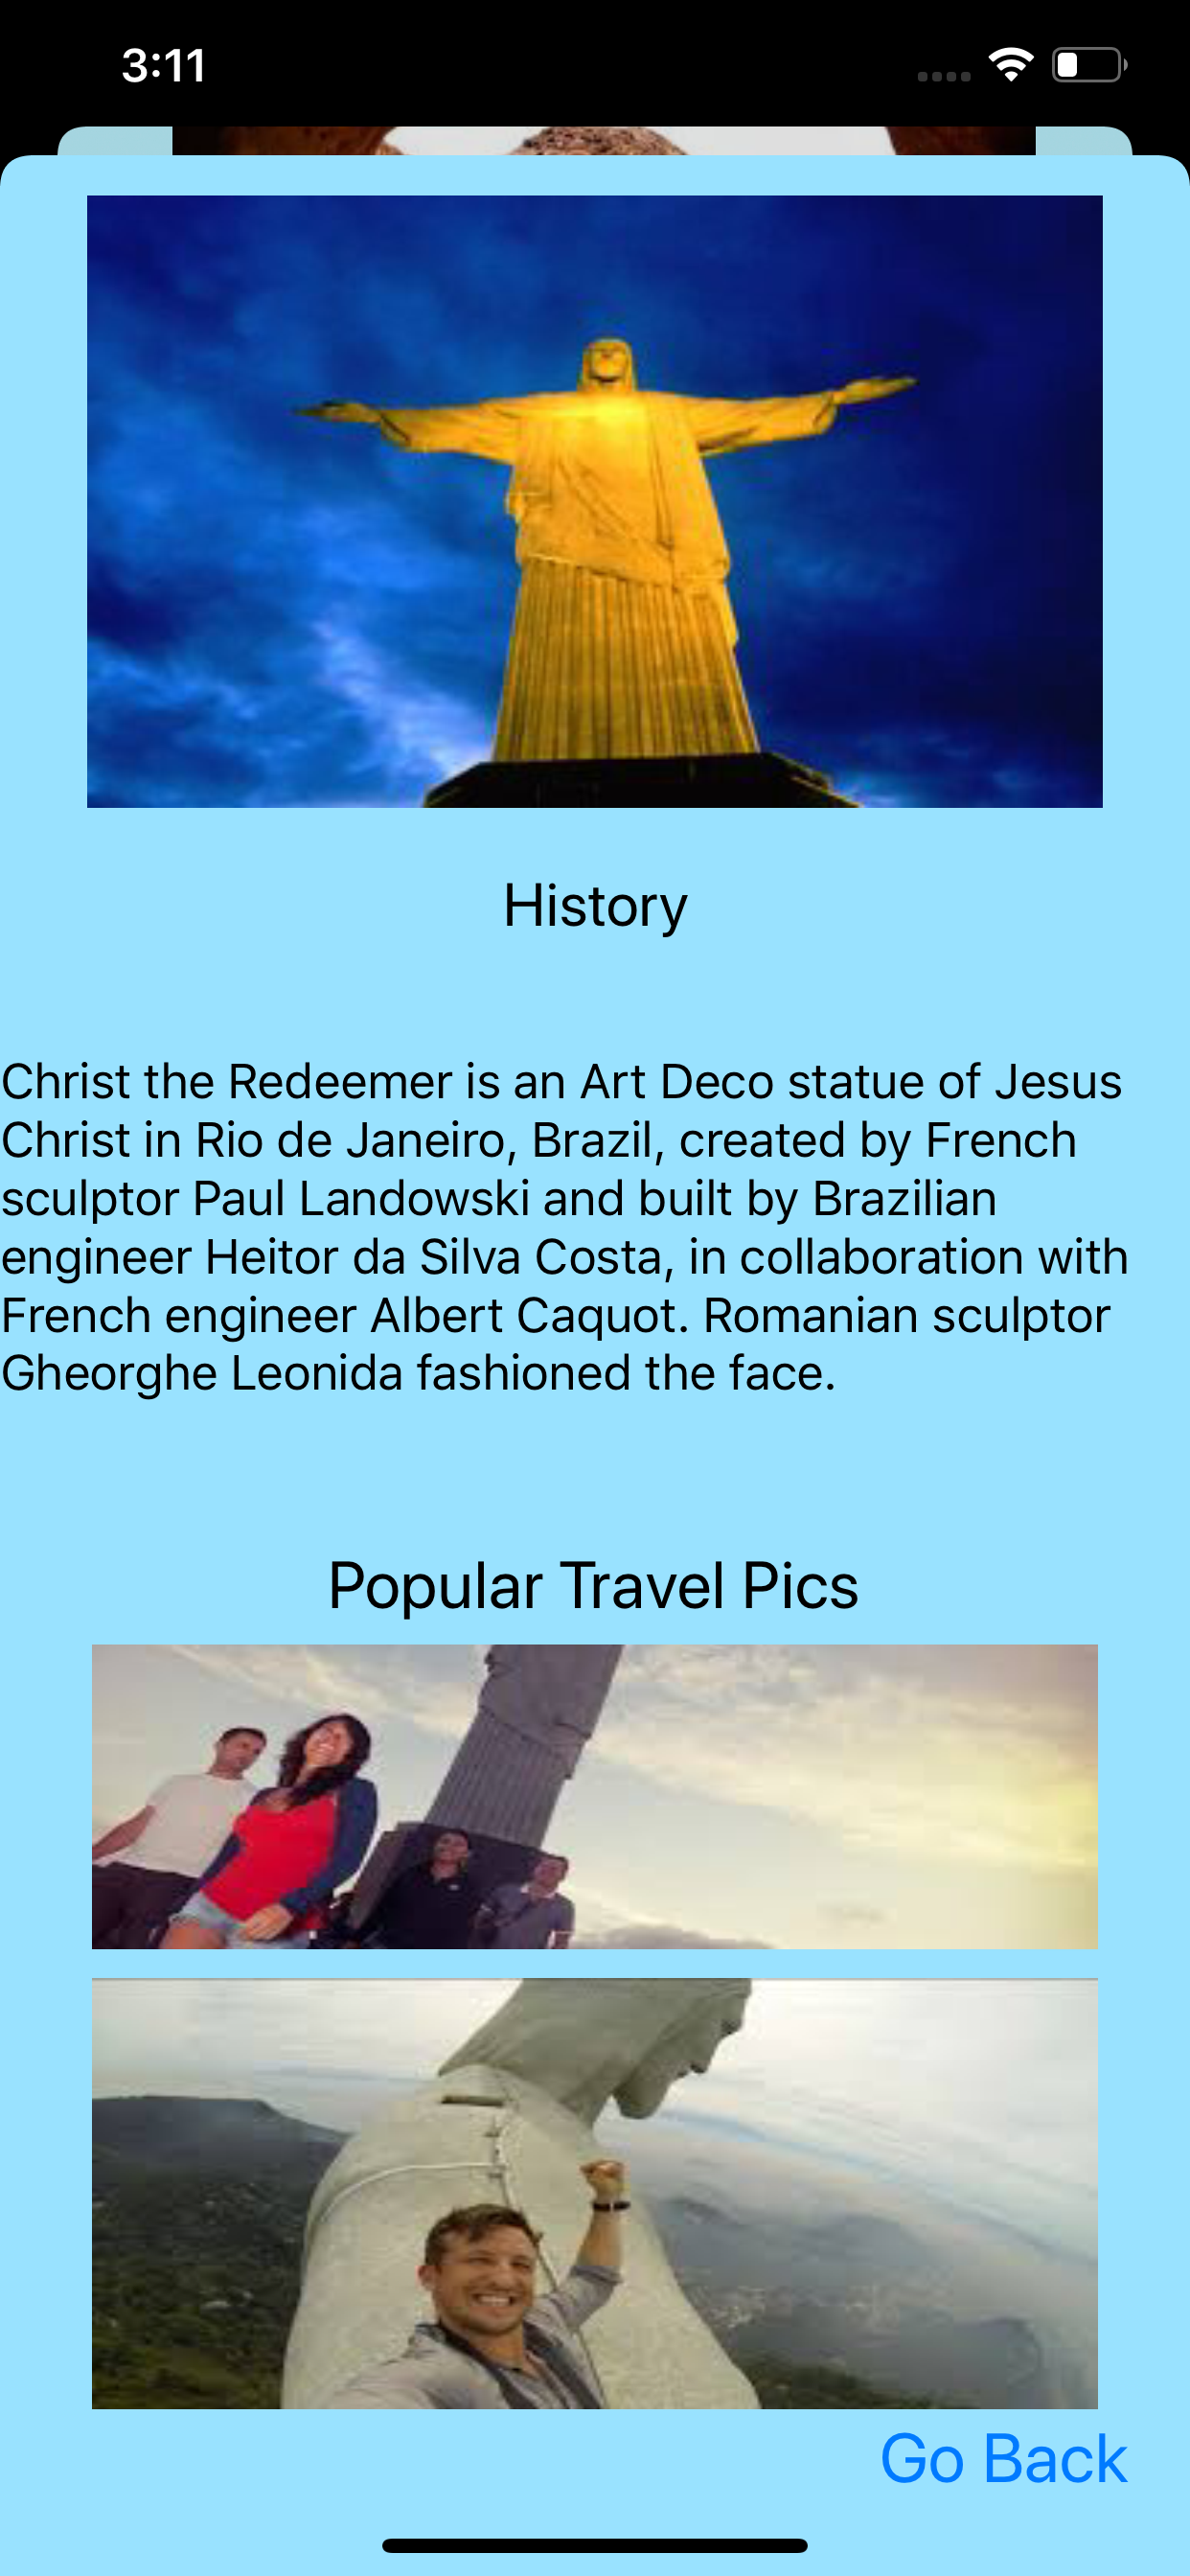 3:11
History
Christ the Redeemer is an Art Deco statue of Jesus
Christ in Rio de Janeiro, Brazil, created by French
sculptor Paul Landowski and built by Brazilian
engineer Heitor da Silva Costa, in collaboration with
French engineer Albert Caquot. Romanian sculptor
Gheorghe Leonida fashioned the face.
Popular Travel Pics
Go Back